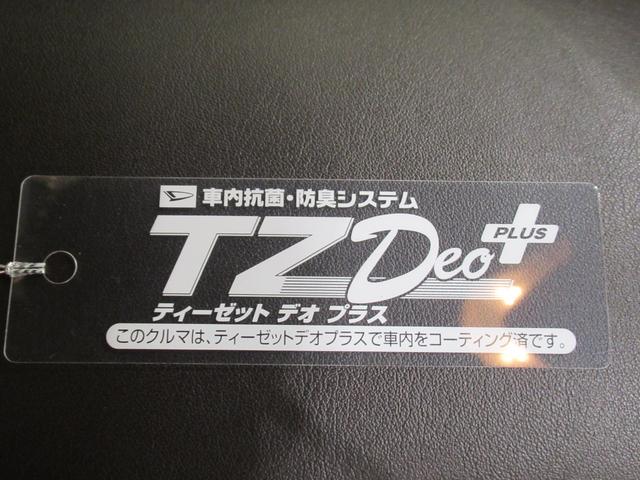 車内抗菌・防臭システム
TZ Deo PLUS
ティーゼット デオ プラス
このクルマは、ティーゼットデオプラスで車内をコーティング済です。